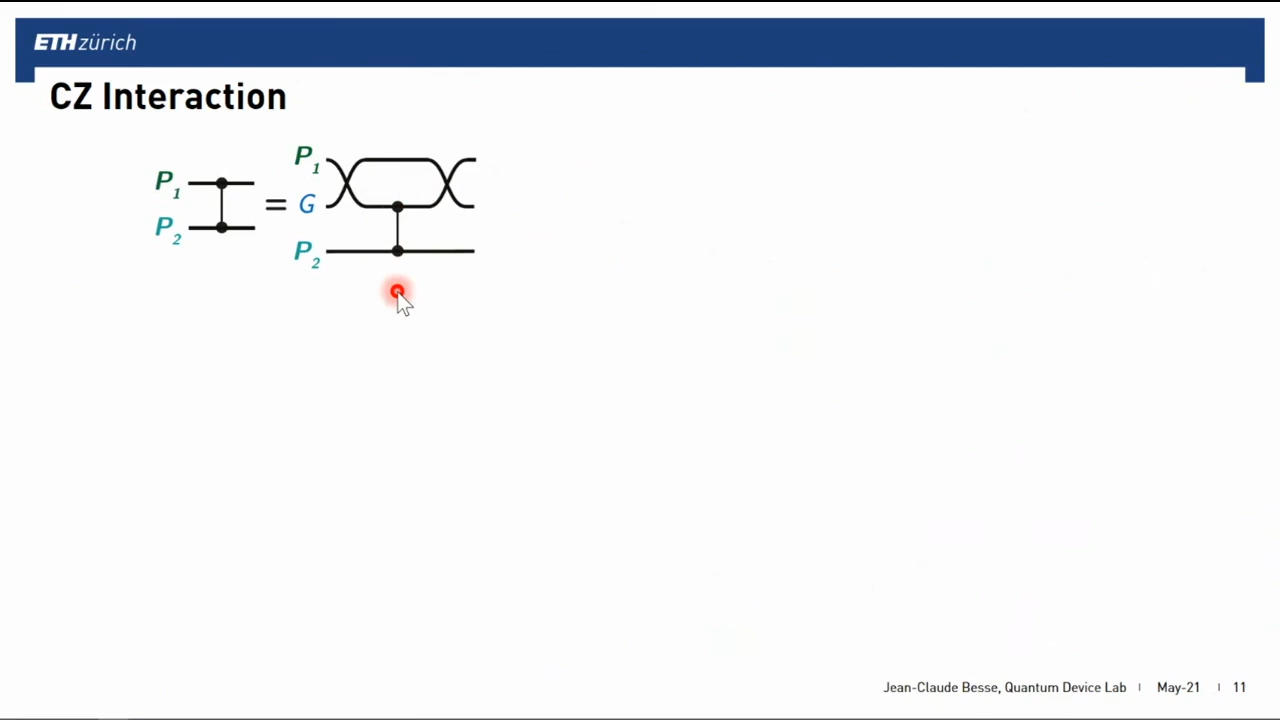 ETH zürich
CZ Interaction
P1
P2
=
P1
G
P2
Jean-Claude Besse, Quantum Device Lab | May-21 | 11